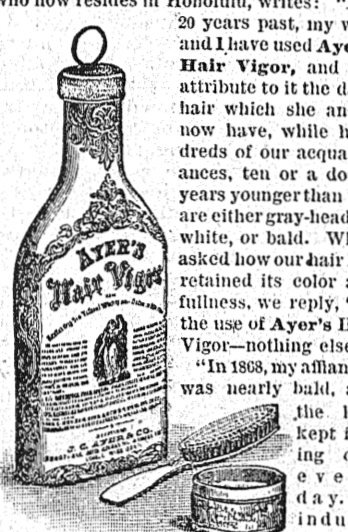 who now resides in Honolulu, writes: "
20 years past, my w
and I have used Aye
Hair Vigor, and
attribute to it the d
hair which she an
now have, while h
dreds of our acqua
ances, ten or a do
years younger than
are either gray-head
white, or bald. Wh
asked how our hair
retained its color a
fullness, we reply, '
the use of Ayer's H
Vigor—nothing else
"In 1868, my affian
was nearly bald, a
the h
kept f
ing o
eve
day.
indu
AYER'S
Hair Vigor
J. C. AYER & CO.